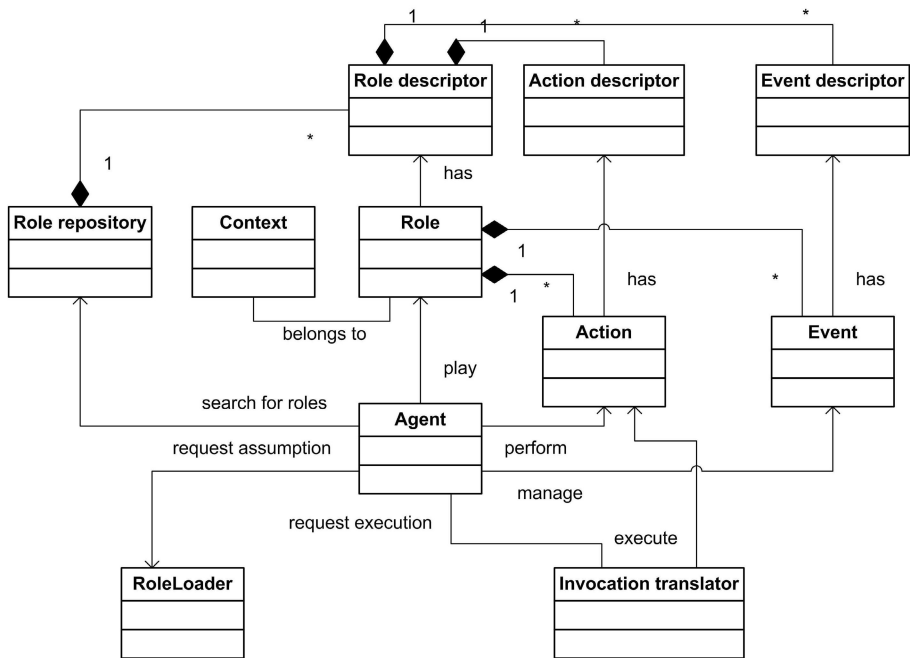 1
1
*
*
Role descriptor
Action descriptor
Event descriptor
*
1
has
Role repository
Context
Role
1
*
1
*
has
has
belongs to
Action
Event
play
search for roles
Agent
request assumption
perform
manage
request execution
execute
RoleLoader
Invocation translator